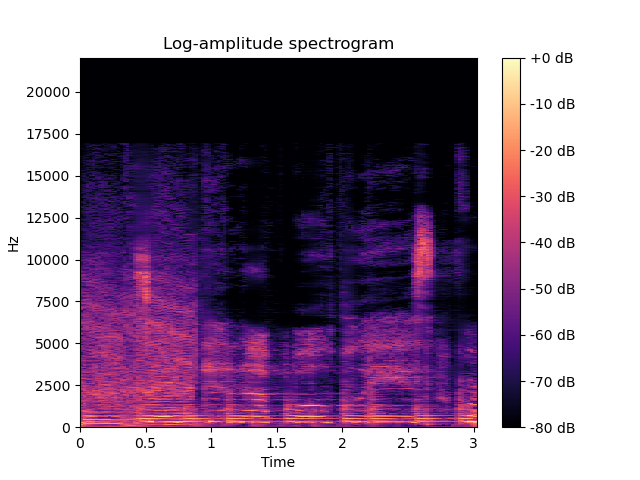 Log-amplitude spectrogram
20000
17500
15000
12500
10000
7500
5000
2500
0
Hz
0 0.5 1 1.5 2 2.5 3
Time
+0 dB
-10 dB
-20 dB
-30 dB
-40 dB
-50 dB
-60 dB
-70 dB
-80 dB